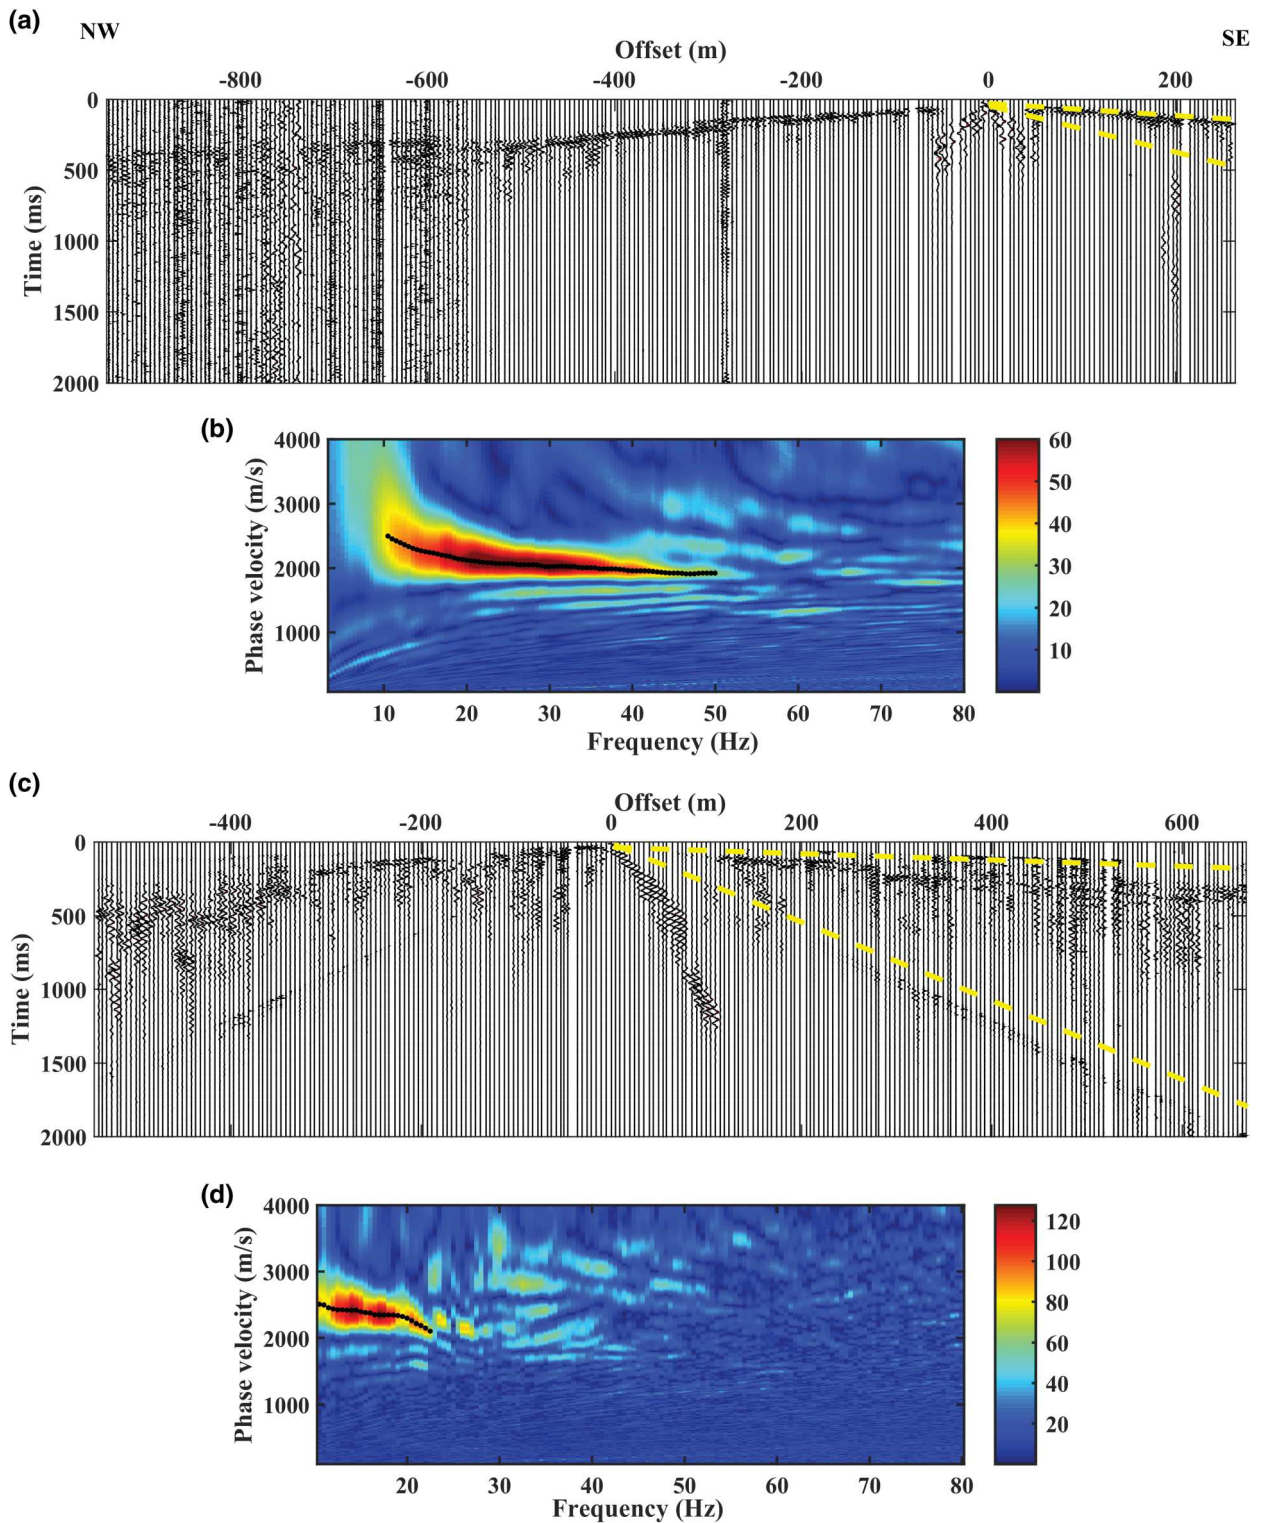 (a)
NW
SE
Offset (m)
-800 -600 -400 -200 0 200
0
500
1000
1500
2000
Time (ms)
(b)
4000
3000
2000
1000
Phase velocity (m/s)
60
50
40
30
20
10
10 20 30 40 50 60 70 80
Frequency (Hz)
(c)
Offset (m)
-400 -200 0 200 400 600
0
500
1000
1500
2000
Time (ms)
(d)
4000
3000
2000
1000
Phase velocity (m/s)
120
100
80
60
40
20
20 30 40 50 60 70 80
Frequency (Hz)